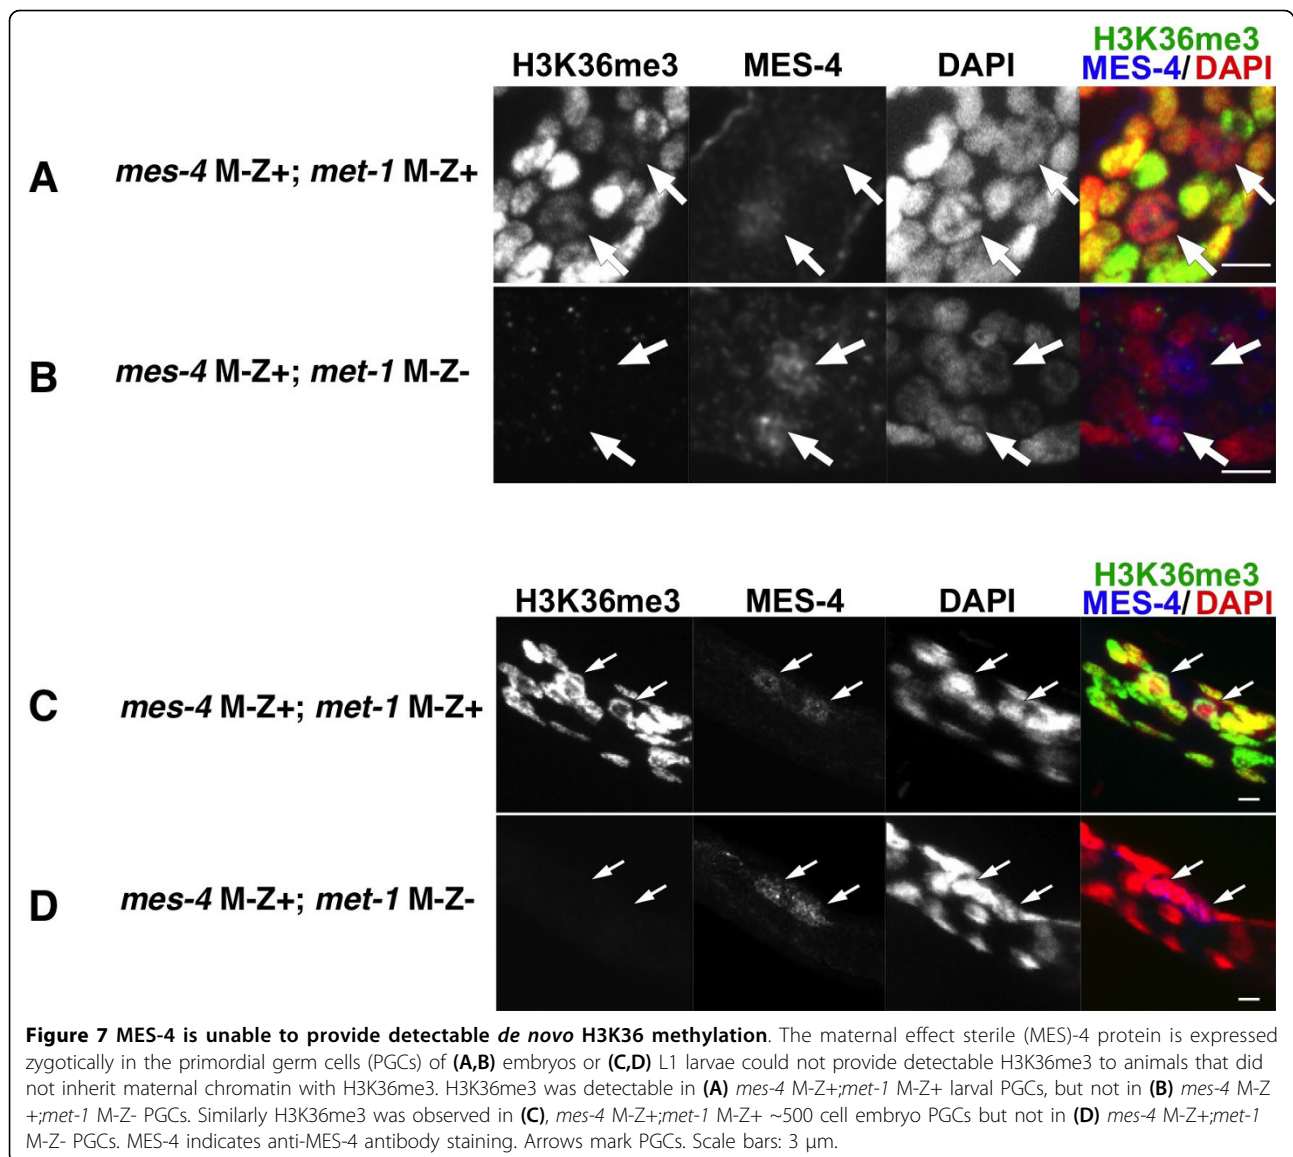 H3K36me3 MES-4 DAPI H3K36me3
MES-4/DAPI
A mes-4 M-Z+; met-1 M-Z+
B mes-4 M-Z+; met-1 M-Z-
H3K36me3 MES-4 DAPI H3K36me3
MES-4/DAPI
C mes-4 M-Z+; met-1 M-Z+
D mes-4 M-Z+; met-1 M-Z-
Figure 7 MES-4 is unable to provide detectable de novo H3K36 methylation. The maternal effect sterile (MES)-4 protein is expressed
zygotically in the primordial germ cells (PGCs) of (A,B) embryos or (C,D) L1 larvae could not provide detectable H3K36me3 to animals that did
not inherit maternal chromatin with H3K36me3. H3K36me3 was detectable in (A) mes-4 M-Z+;met-1 M-Z+ larval PGCs, but not in (B) mes-4 M-Z
+;met-1 M-Z- PGCs. Similarly H3K36me3 was observed in (C), mes-4 M-Z+;met-1 M-Z+ ~500 cell embryo PGCs but not in (D) mes-4 M-Z+;met-1
M-Z- PGCs. MES-4 indicates anti-MES-4 antibody staining. Arrows mark PGCs. Scale bars: 3 μm.